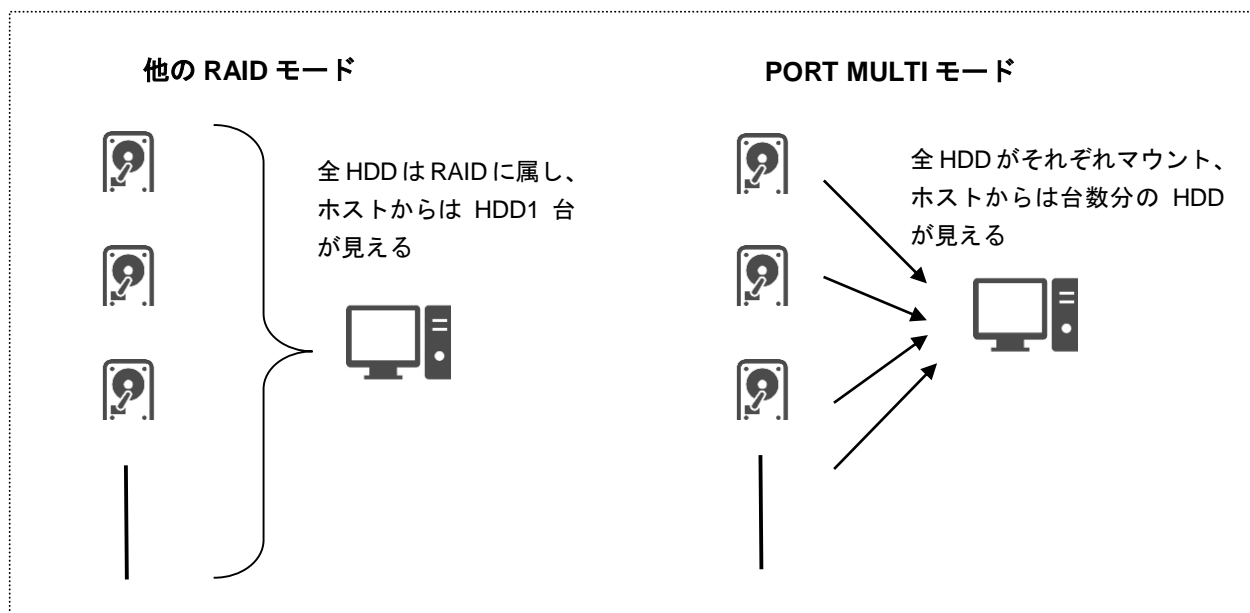 他の RAID モード
全 HDD は RAID に属し、
ホストからは HDD1 台
が見える
PORT MULTI モード
全 HDD がそれぞれマウント、
ホストからは台数分の HDD
が見える